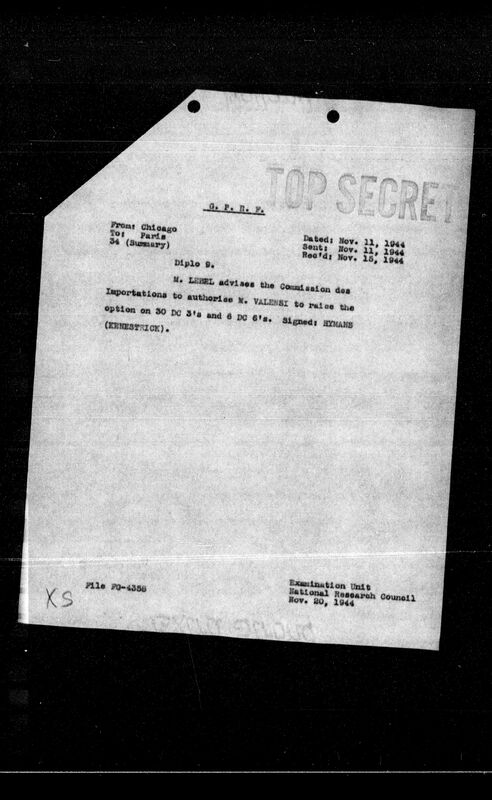 TOP SECRET
G. P. R. F.
From: Chicago
To: Paris
34 (Summary)
Dated: Nov. 11, 1944
Sent: Nov. 11, 1944
Rec'd: Nov. 15, 1944
Diplo 9.
M. LEBEL advises the Commission des
Importations to authorise M. VALENSI to raise the
option on 30 DC 3's and 6 DC 6's. Signed: HYMANS
(KENESTRICK).
File FG-4358
XS
Examination Unit
National Research Council
Nov. 20, 1944